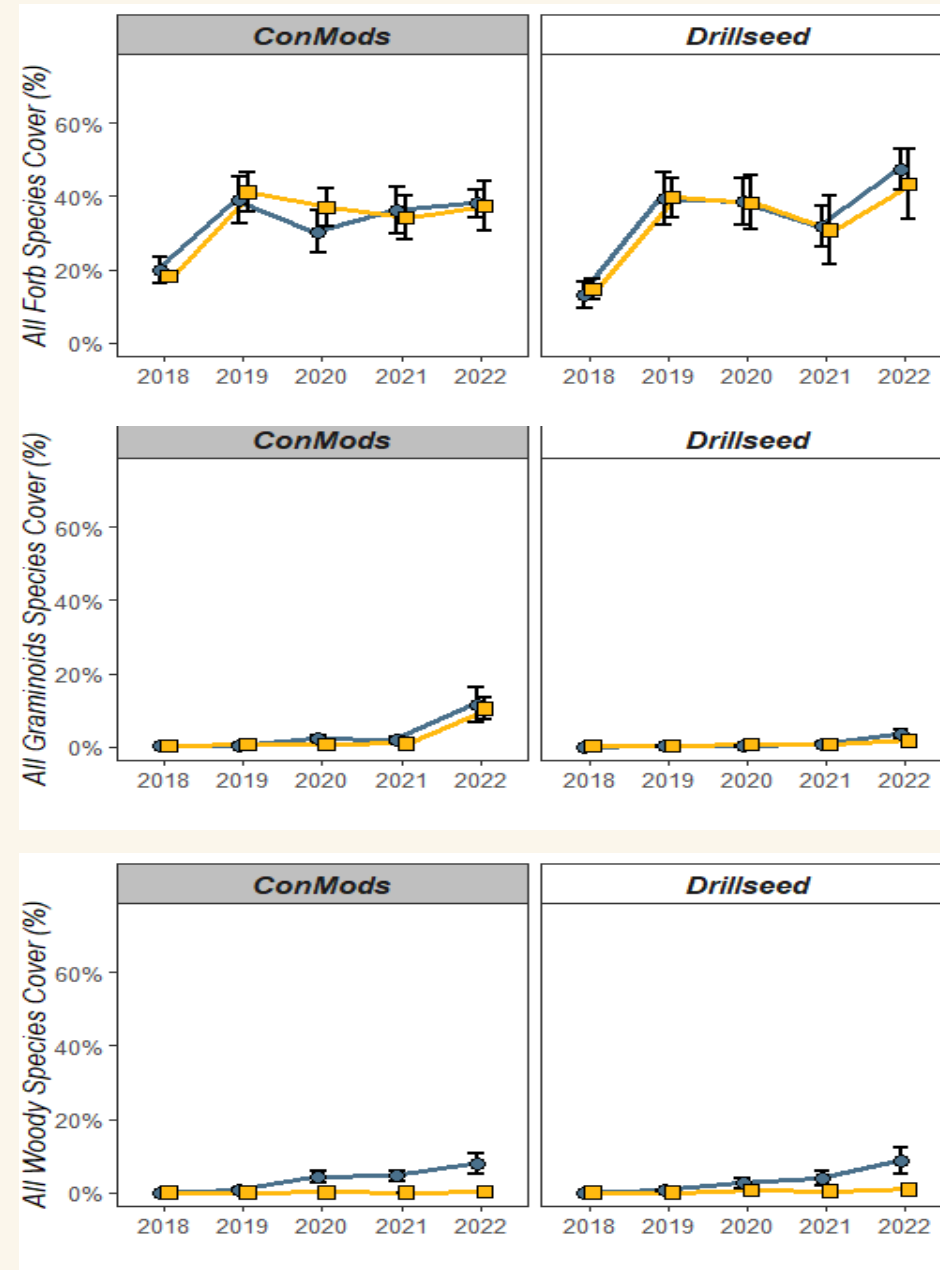 ConMods Drillseed
All Forb Species Cover (%)
60%
40%
20%
0%
2018 2019 2020 2021 2022 2018 2019 2020 2021 2022
ConMods Drillseed
All Graminoids Species Cover (%)
60%
40%
20%
0%
2018 2019 2020 2021 2022 2018 2019 2020 2021 2022
ConMods Drillseed
All Woody Species Cover (%)
60%
40%
20%
0%
2018 2019 2020 2021 2022 2018 2019 2020 2021 2022